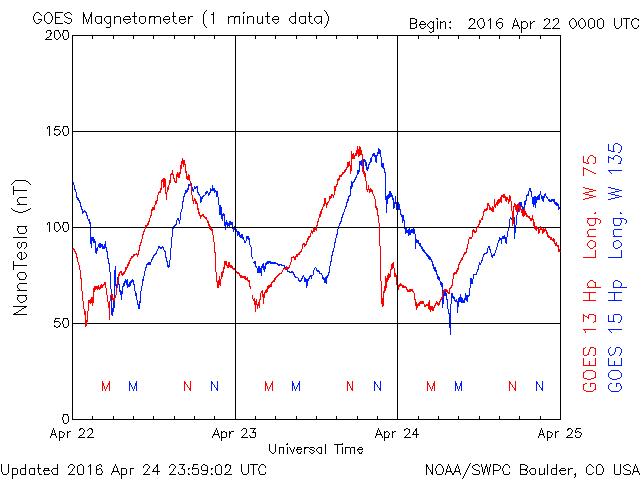 GOES Magnetometer (1 minute data)
Begin: 2016 Apr 22 0000 UTC
200
150
100
50
0
NanoTesla (nT)
M M N N M M N N M M N N
Apr 22 Apr 23 Apr 24 Apr 25
Universal Time
GOES 13 Hp Long. W 75
GOES 15 Hp Long. W 135
Updated 2016 Apr 24 23:59:02 UTC
NOAA/SWPC Boulder, CO USA